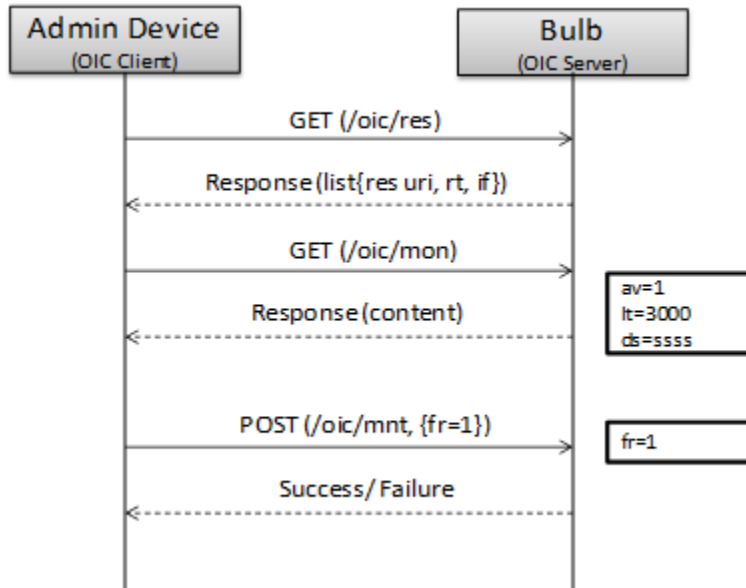 Admin Device
(OIC Client)
Bulb
(OIC Server)
GET (/oic/res)
Response (list{res uri, rt, if})
GET (/oic/mon)
Response (content)
av=1
lt=3000
ds=ssss
POST (/oic/mnt, {fr=1})
fr=1
Success/ Failure